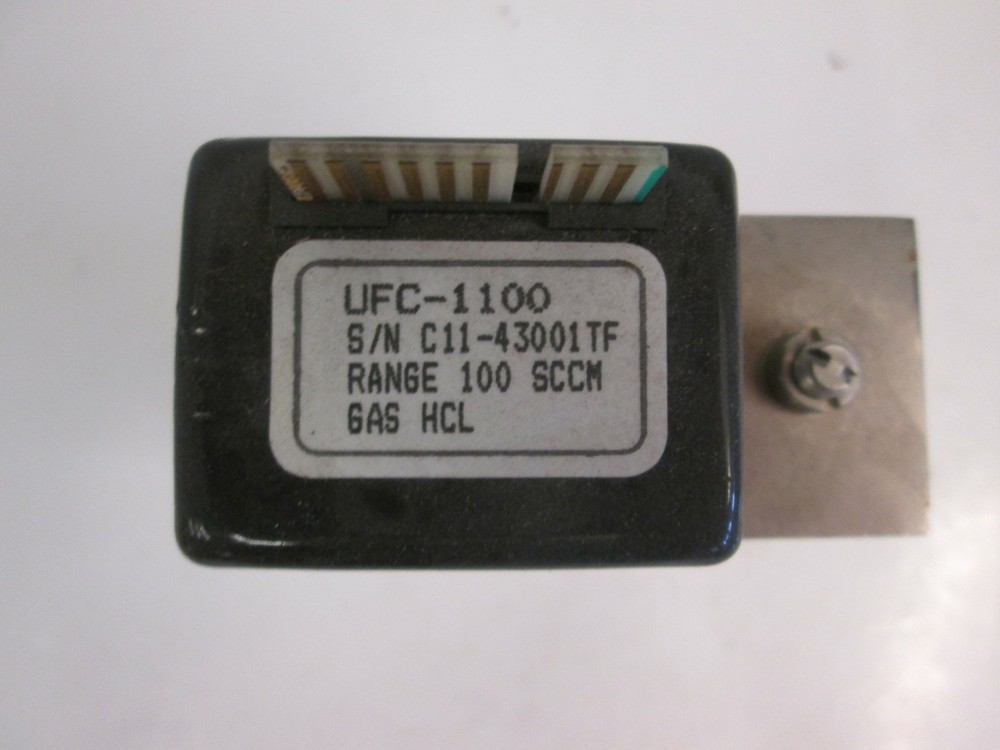 UFC-1100
S/N C11-43001TF
RANGE 100 SCCM
GAS HCL